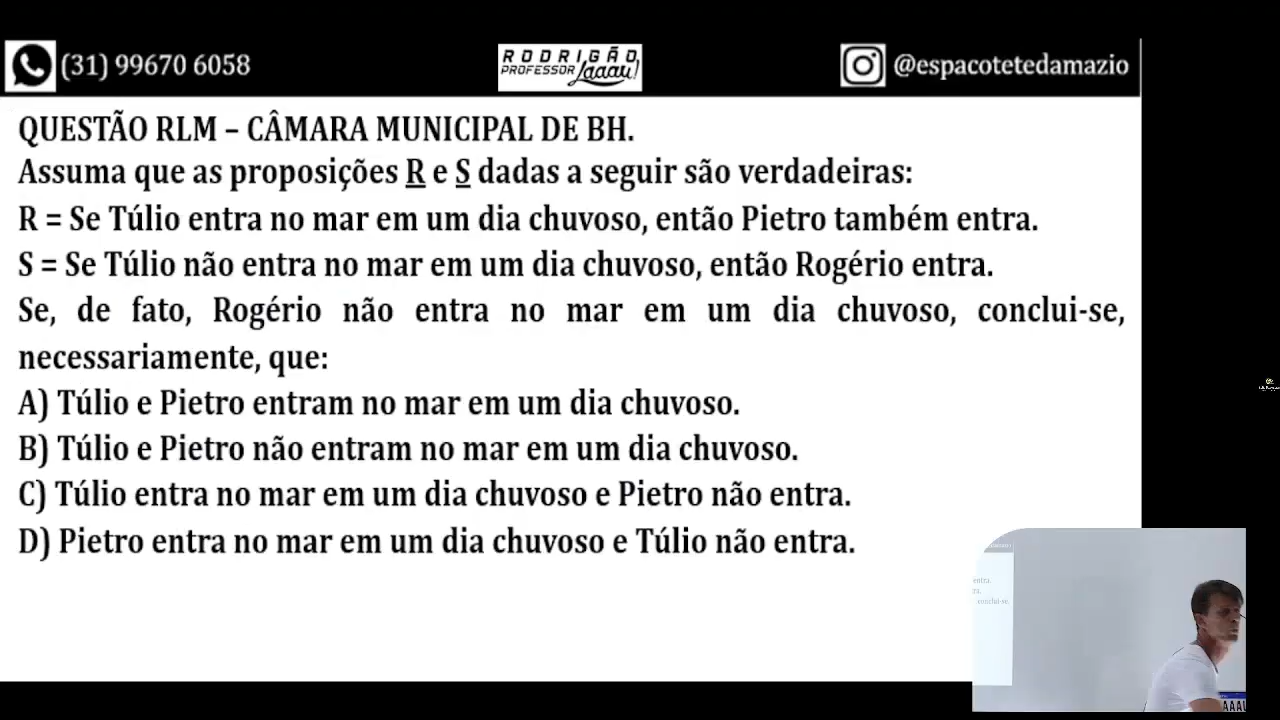 (31) 99670 6058
RODRIGÃO
PROFESSOR Laaau!
@espacotetedamazio
QUESTÃO RLM – CÂMARA MUNICIPAL DE BH.
Assuma que as proposições R e S dadas a seguir são verdadeiras:
R = Se Túlio entra no mar em um dia chuvoso, então Pietro também entra.
S = Se Túlio não entra no mar em um dia chuvoso, então Rogério entra.
Se, de fato, Rogério não entra no mar em um dia chuvoso, conclui-se,
necessariamente, que:
A) Túlio e Pietro entram no mar em um dia chuvoso.
B) Túlio e Pietro não entram no mar em um dia chuvoso.
C) Túlio entra no mar em um dia chuvoso e Pietro não entra.
D) Pietro entra no mar em um dia chuvoso e Túlio não entra.
entra.
conclui-se,
AAAU